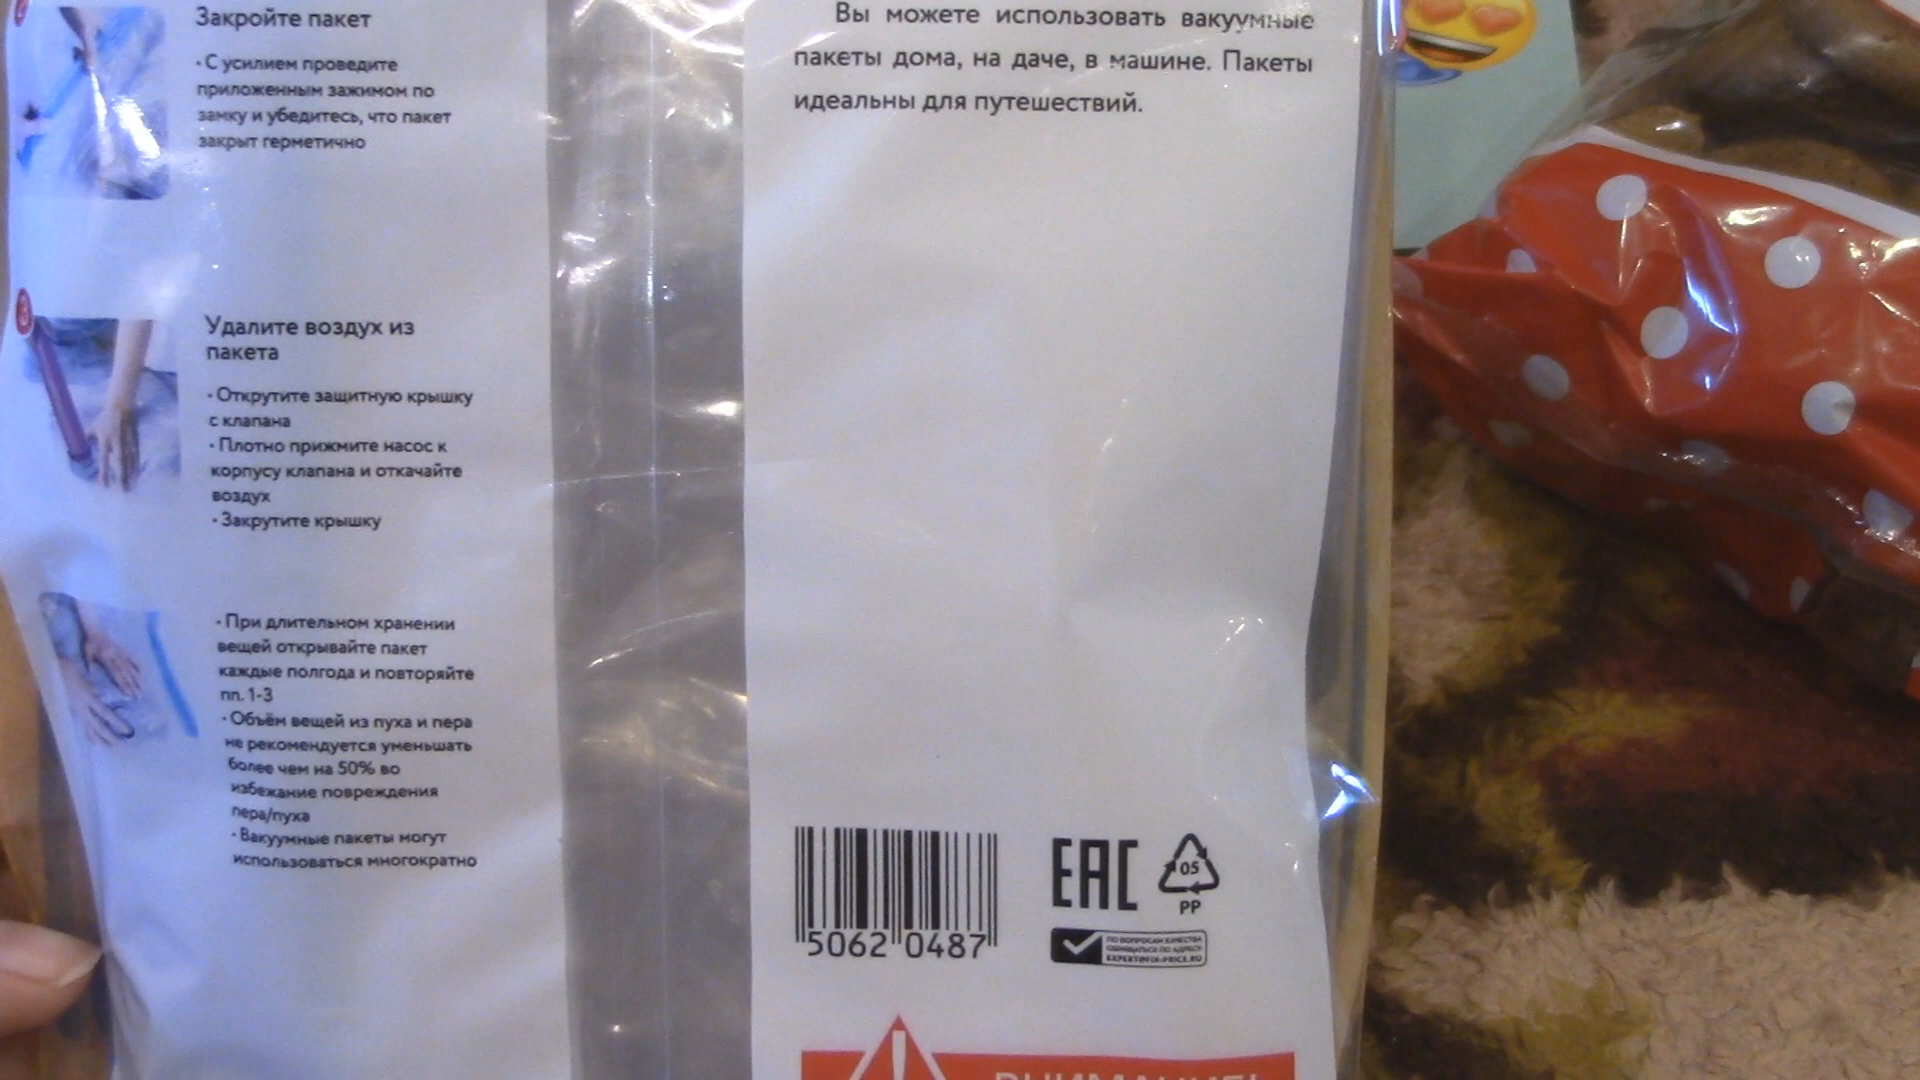 Закройте пакет
· С усилием проведите
приложенным зажимом по
замку и убедитесь, что пакет
закрыт герметично
3
Удалите воздух из
пакета
· Открутите защитную крышку
с клапана
· Плотно прижмите насос к
корпусу клапана и откачайте
воздух
· Закрутите крышку
· При длительном хранении
вещей открывайте пакет
каждые полгода и повторяйте
пп. 1-3
· Объём вещей из пуха и пера
не рекомендуется уменьшать
более чем на 50% во
избежание повреждения
пера/пуха
· Вакуумные пакеты могут
использоваться многократно
Вы можете использовать вакуумные
пакеты дома, на даче, в машине. Пакеты
идеальны для путешествий.
5062 0487
EAC
05
PP
ПО ВОПРОСАМ КАЧЕСТВА
ОБРАЩАТЬСЯ ПО АДРЕСУ
EXPERT@FIX-PRICE.RU
ВНИМАНИЕ!